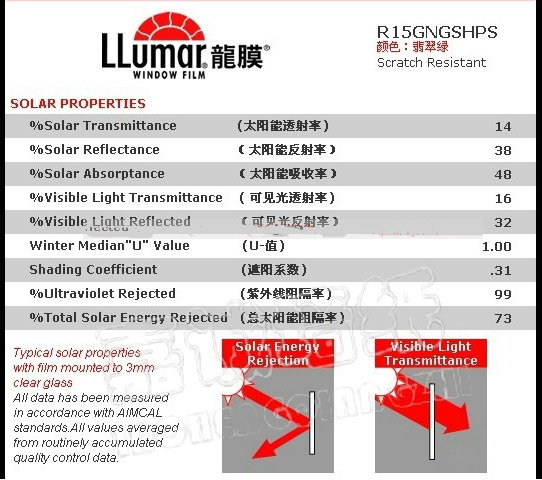 LLumar® 龍膜®
WINDOW FILM
R15GNGSHPS
颜色：翡翠绿
Scratch Resistant
SOLAR PROPERTIES
%Solar Transmittance (太阳能透射率) 14
%Solar Reflectance (太阳能反射率) 38
%Solar Absorptance (太阳能吸收率) 48
%Visible Light Transmittance (可见光透射率) 16
%Visible Light Reflected (可见光反射率) 32
Winter Median"U" Value (U-值) 1.00
Shading Coefficient (遮阳系数) .31
%Ultraviolet Rejected (紫外线阻隔率) 99
%Total Solar Energy Rejected (总太阳能阻隔率) 73
Typical solar properties
with film mounted to 3mm
clear glass
All data has been measured
in accordance with AIMCAL
standards.All values averaged
from routinely accumulated
quality control data.
Solar Energy
Rejection
Visible Light
Transmittance